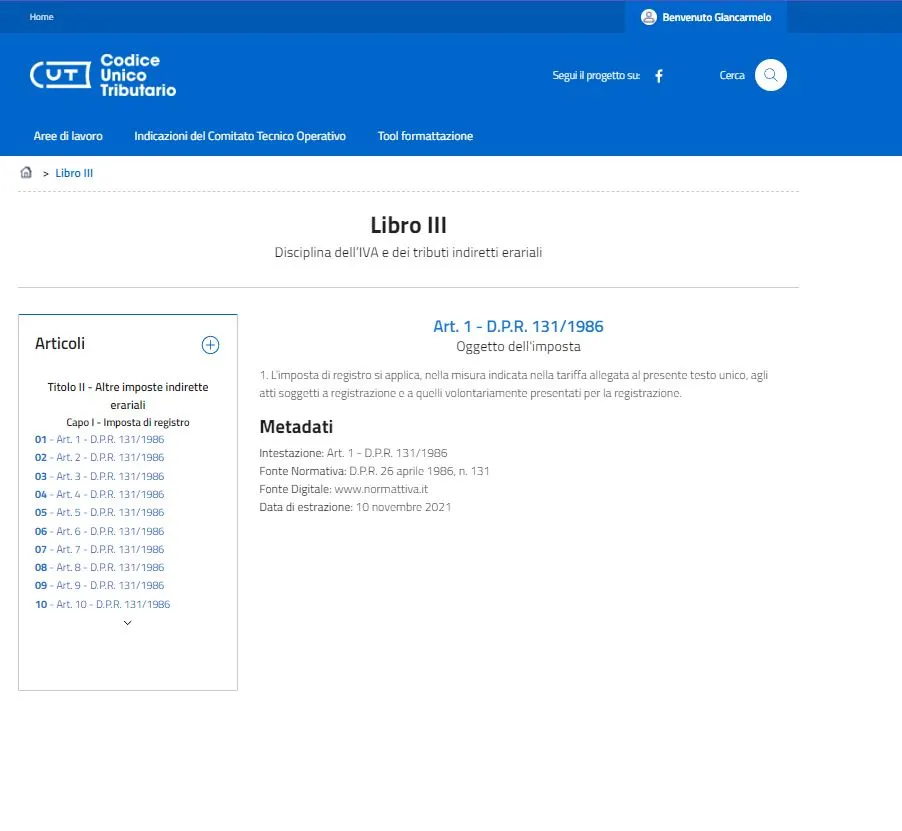 Home
Benvenuto Giancarmelo
CUT
Codice
Unico
Tributario
Segui il progetto su:
Cerca
Aree di lavoro
Indicazioni del Comitato Tecnico Operativo
Tool formattazione
> Libro III
Libro III
Disciplina dell'IVA e dei tributi indiretti erariali
Articoli
Titolo II - Altre imposte indirette
erariali
Capo I - Imposta di registro
01 - Art. 1 - D.P.R. 131/1986
02 - Art. 2 - D.P.R. 131/1986
03 - Art. 3 - D.P.R. 131/1986
04 - Art. 4 - D.P.R. 131/1986
05 - Art. 5 - D.P.R. 131/1986
06 - Art. 6 - D.P.R. 131/1986
07 - Art. 7 - D.P.R. 131/1986
08 - Art. 8 - D.P.R. 131/1986
09 - Art. 9 - D.P.R. 131/1986
10 - Art. 10 - D.P.R. 131/1986
Art. 1 - D.P.R. 131/1986
Oggetto dell'imposta
1. L'imposta di registro si applica, nella misura indicata nella tariffa allegata al presente testo unico, agli
atti soggetti a registrazione e a quelli volontariamente presentati per la registrazione.
Metadati
Intestazione: Art. 1 - D.P.R. 131/1986
Fonte Normativa: D.P.R. 26 aprile 1986, n. 131
Fonte Digitale: www.normattiva.it
Data di estrazione: 10 novembre 2021